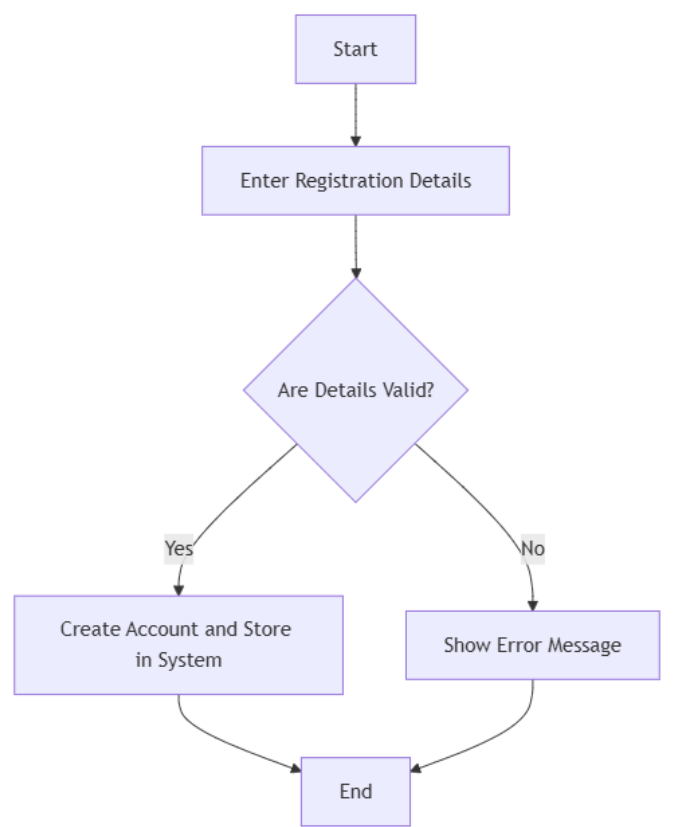 Start
Enter Registration Details
Are Details Valid?
Yes
No
Create Account and Store
in System
Show Error Message
End